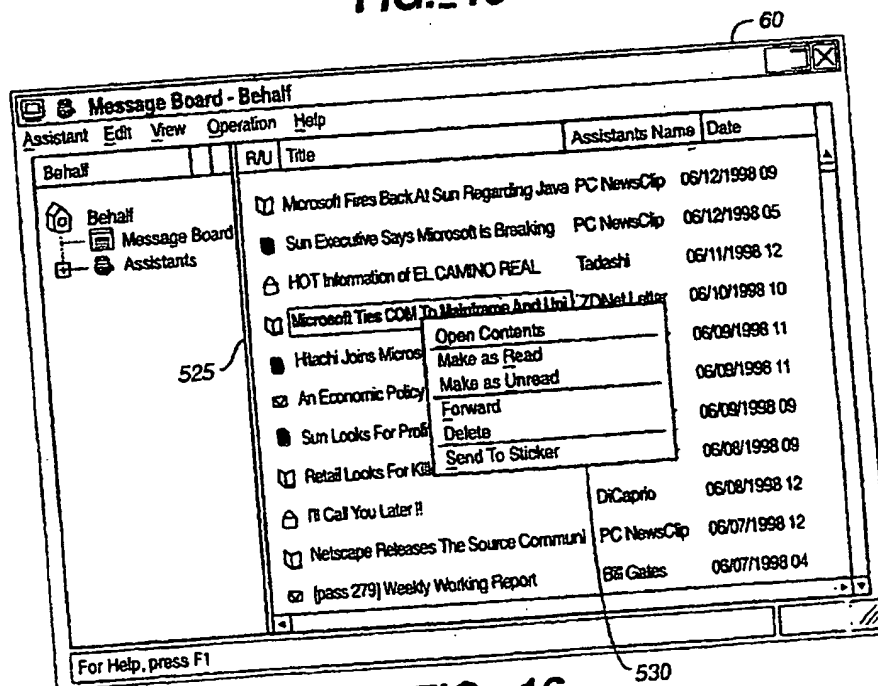 60
Message Board - Behalf
Assistant Edit View Operation Help
Behalf R/U Title Assistants Name Date
Behalf
Message Board
Assistants
Microsoft Fires Back At Sun Regarding Java PC NewsClip 06/12/1998 09
Sun Executive Says Microsoft Is Breaking PC NewsClip 06/12/1998 05
HOT Information of EL CAMINO REAL Tadashi 06/11/1998 12
Microsoft Ties COM To Mainframe And Uni ZDNet Letter 06/10/1998 10
Hitachi Joins Micros 06/09/1998 11
An Economic Policy 06/09/1998 11
Sun Looks For Profi 06/09/1998 09
Retail Looks For 06/08/1998 09
I'll Call You Later !! DiCaprio 06/08/1998 12
Netscape Releases The Source Communi PC NewsClip 06/07/1998 12
[pass 279] Weekly Working Report Bill Gates 06/07/1998 04
Open Contents
Make as Read
Make as Unread
Forward
Delete
Send To Sticker
525
530
For Help, press F1